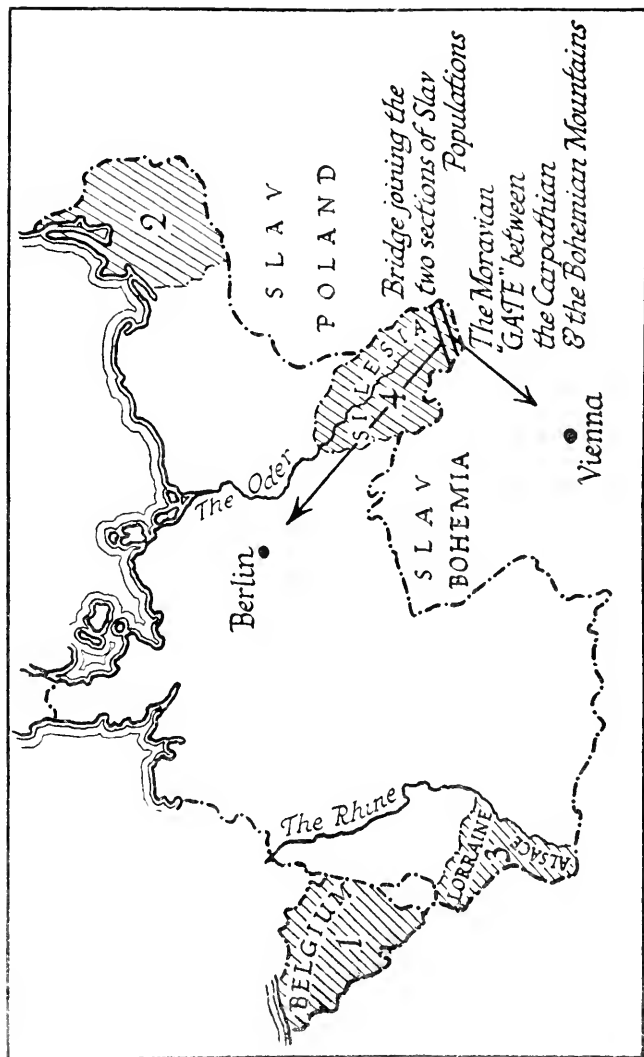 2
SLAV
POLAND
Bridge joining the
two sections of Slav
Populations
The Moravian
"GATE" between
the Carpathian
& the Bohemian Mountains
SILESIA
4
The Oder
Berlin
Vienna
SLAV
BOHEMIA
The Rhine
BELGIUM
1
LORRAINE
3
ALSACE